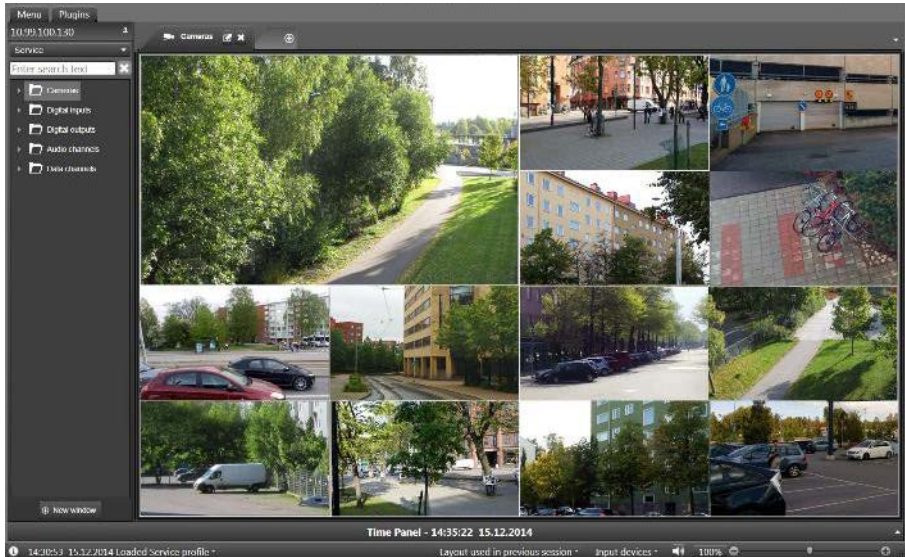 Menu Plugins
10.99.100.130
Service
Enter search text
Cameras
Digital inputs
Digital outputs
Audio channels
Data channels
New window
Cameras
Time Panel - 14:35:22 15.12.2014
14:30:53 15.12.2014 Loaded Service profile
Layout used in previous session
Input devices
100%